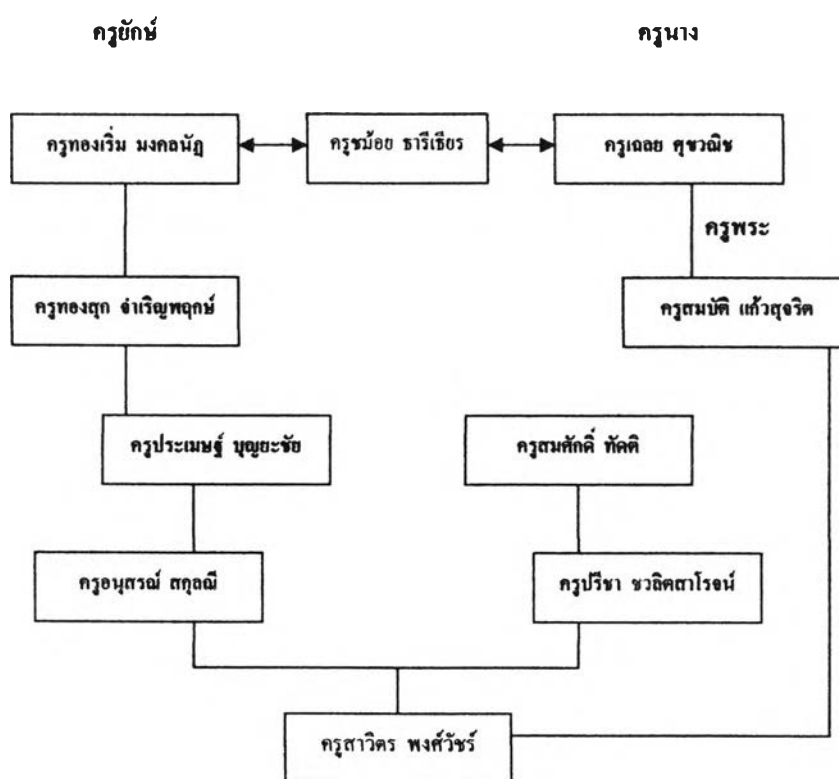 ครูยักษ์
ครูนาง
ครูทองเริ่ม มงคลนัฏ
ครูชม้อย ธารีเธียร
ครูเฉลย ศุขวณิช
ครูพระ
ครูทองสุก จำเริญพฤกษ์
ครูสมบัติ แก้วสุจริต
ครูประเมษฐ์ บุญยะชัย
ครูสมศักดิ์ ทัดติ
ครูอนุสรณ์ สกุลณี
ครูปรีชา ชวลิตสาโรจน์
ครูสาวิตร พงศ์วัชร์